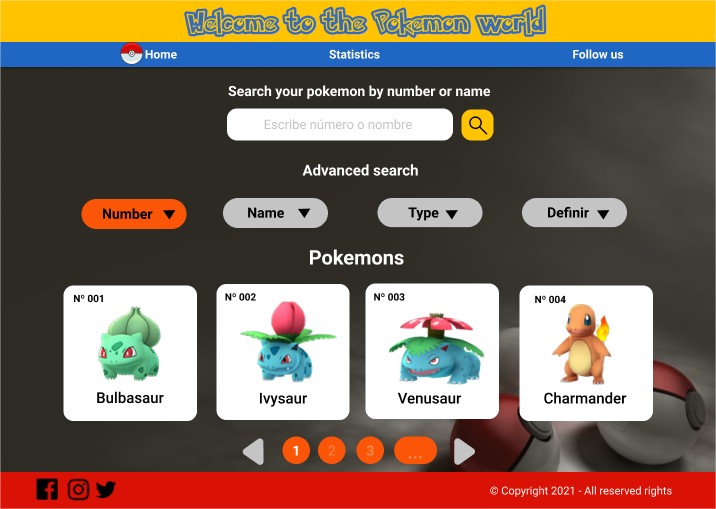 Welcome to the Pokemon world
Home Statistics Follow us
Search your pokemon by number or name
Escribe número o nombre
Advanced search
Number Name Type Definir
Pokemons
Nº 001 Nº 002 Nº 003 Nº 004
Bulbasaur Ivysaur Venusaur Charmander
1 2 3 ...
© Copyright 2021 - All reserved rights